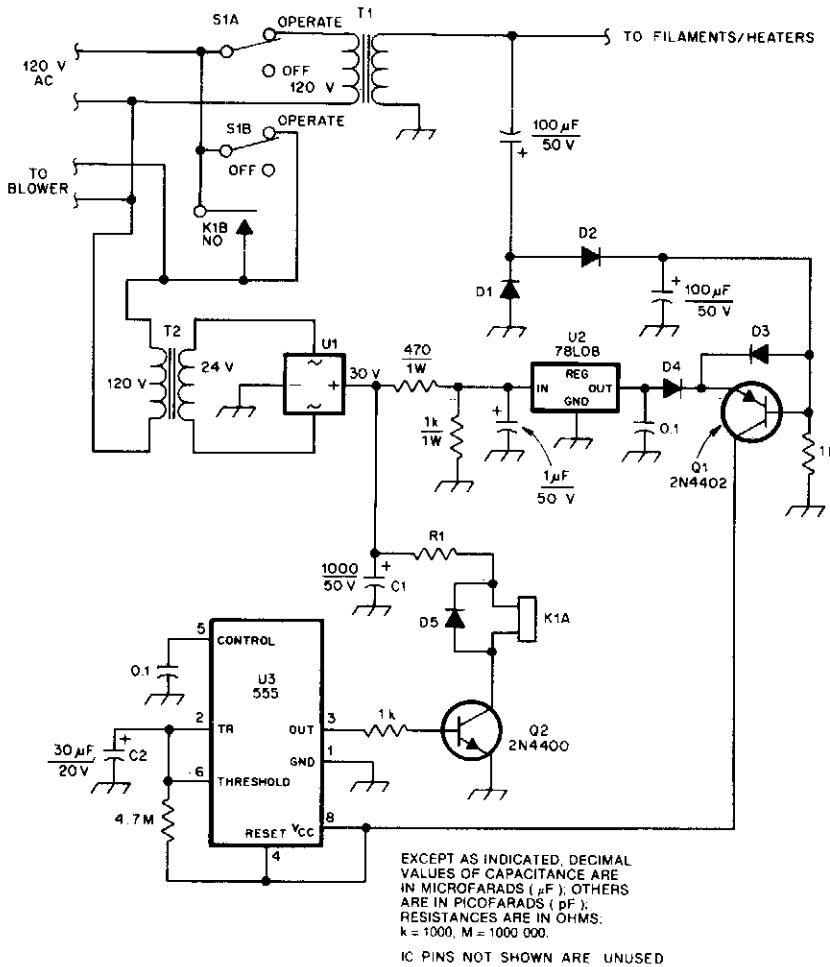 S1A
OPERATE
T1
TO FILAMENTS/HEATERS
120 V
AC
OFF
120 V
S1B
OPERATE
OFF
TO
BLOWER
K1B
NO
100 µF
50 V
+
D2
D1
+
100 µF
50 V
T2
120 V
24 V
U1
~
-
+
~
30 V
470
1W
1k
1W
+
1µF
50 V
U2
78L08
IN
REG
OUT
GND
D4
D3
0.1
Q1
2N4402
R1
1000
50 V
+
C1
D5
K1A
5
CONTROL
0.1
U3
555
2
TR
OUT
3
1k
Q2
2N4400
+
30 µF
20V
C2
GND
1
6
THRESHOLD
4.7M
RESET
VCC
8
4
EXCEPT AS INDICATED, DECIMAL
VALUES OF CAPACITANCE ARE
IN MICROFARADS ( µF ); OTHERS
ARE IN PICOFARADS ( pF );
RESISTANCES ARE IN OHMS;
k = 1000, M = 1000 000.
IC PINS NOT SHOWN ARE UNUSED